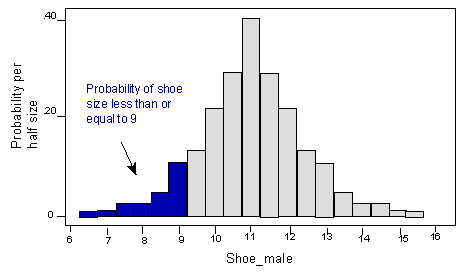 .40
Probability of shoe
size less than or
equal to 9
Probability per
half size
.20
0
6 7 8 9 10 11 12 13 14 15 16
Shoe_male